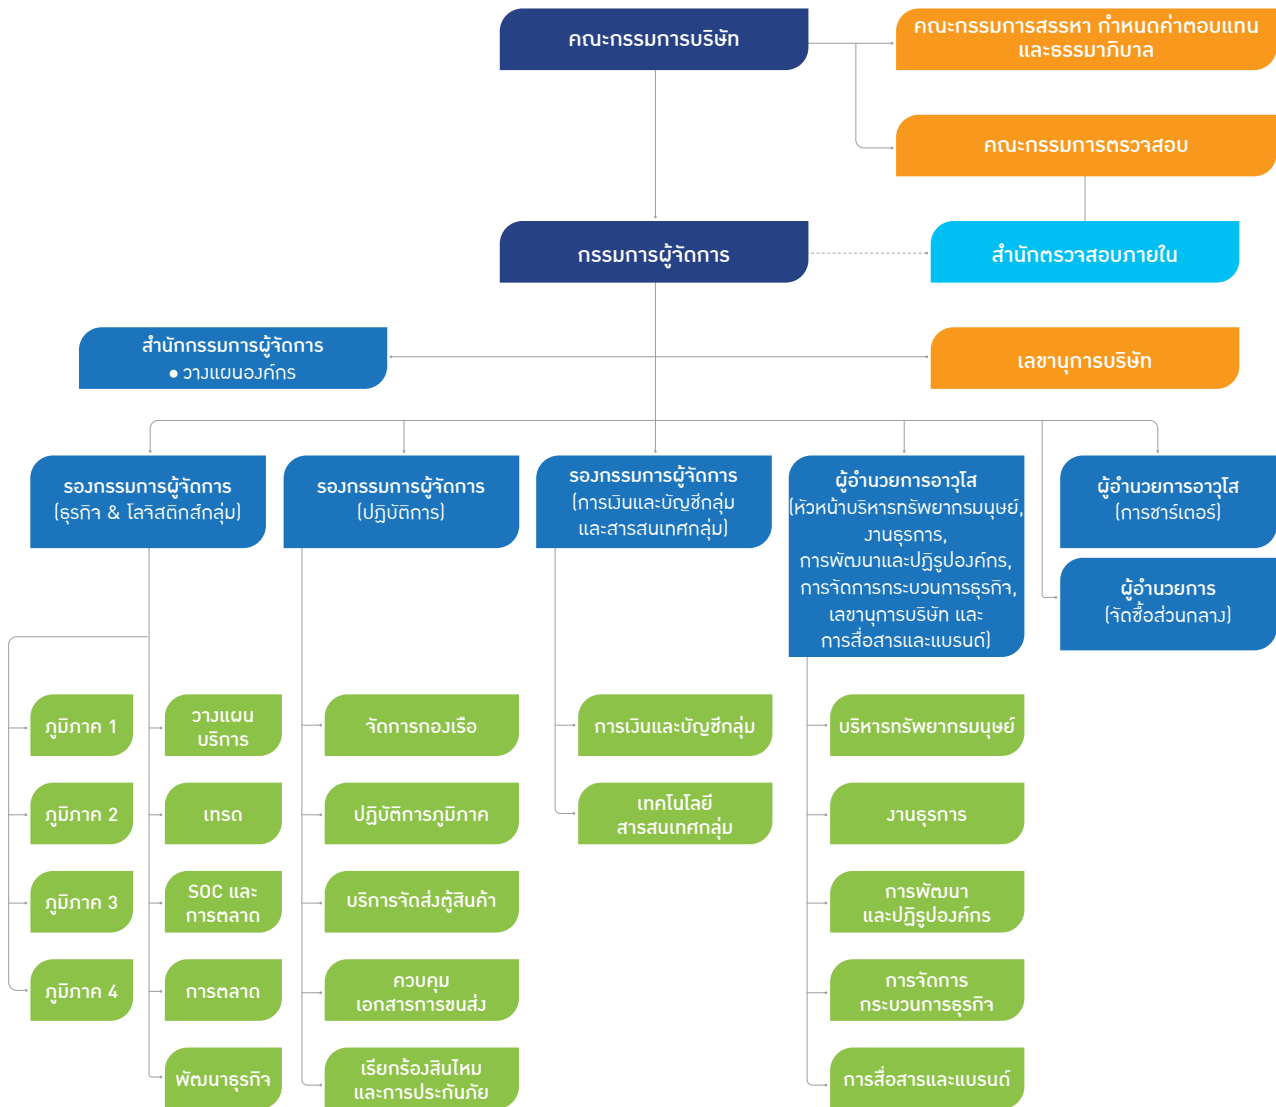 คณะกรรมการบริษัท
คณะกรรมการสรรหา กำหนดค่าตอบแทน
และธรรมาภิบาล
คณะกรรมการตรวจสอบ
กรรมการผู้จัดการ
สำนักตรวจสอบภายใน
สำนักกรรมการผู้จัดการ
• วางแผนองค์กร
เลขานุการบริษัท
รองกรรมการผู้จัดการ
(ธุรกิจ & โลจิสติกส์กลุ่ม)
รองกรรมการผู้จัดการ
(ปฏิบัติการ)
รองกรรมการผู้จัดการ
(การเงินและบัญชีกลุ่ม
และสารสนเทศกลุ่ม)
ผู้อำนวยการอาวุโส
(หัวหน้าบริหารทรัพยากรมนุษย์,
งานธุรการ,
การพัฒนาและปฏิรูปองค์กร,
การจัดการกระบวนการธุรกิจ,
เลขานุการบริษัท และ
การสื่อสารและแบรนด์)
ผู้อำนวยการอาวุโส
(การชาร์เตอร์)
ผู้อำนวยการ
(จัดซื้อส่วนกลาง)
ภูมิภาค 1
ภูมิภาค 2
ภูมิภาค 3
ภูมิภาค 4
วางแผน
บริการ
เทรด
SOC และ
การตลาด
การตลาด
พัฒนาธุรกิจ
จัดการกองเรือ
ปฏิบัติการภูมิภาค
บริการจัดส่งตู้สินค้า
ควบคุม
เอกสารการขนส่ง
เรียกร้องสินไหม
และการประกันภัย
การเงินและบัญชีกลุ่ม
เทคโนโลยี
สารสนเทศกลุ่ม
บริหารทรัพยากรมนุษย์
งานธุรการ
การพัฒนา
และปฏิรูปองค์กร
การจัดการ
กระบวนการธุรกิจ
การสื่อสารและแบรนด์